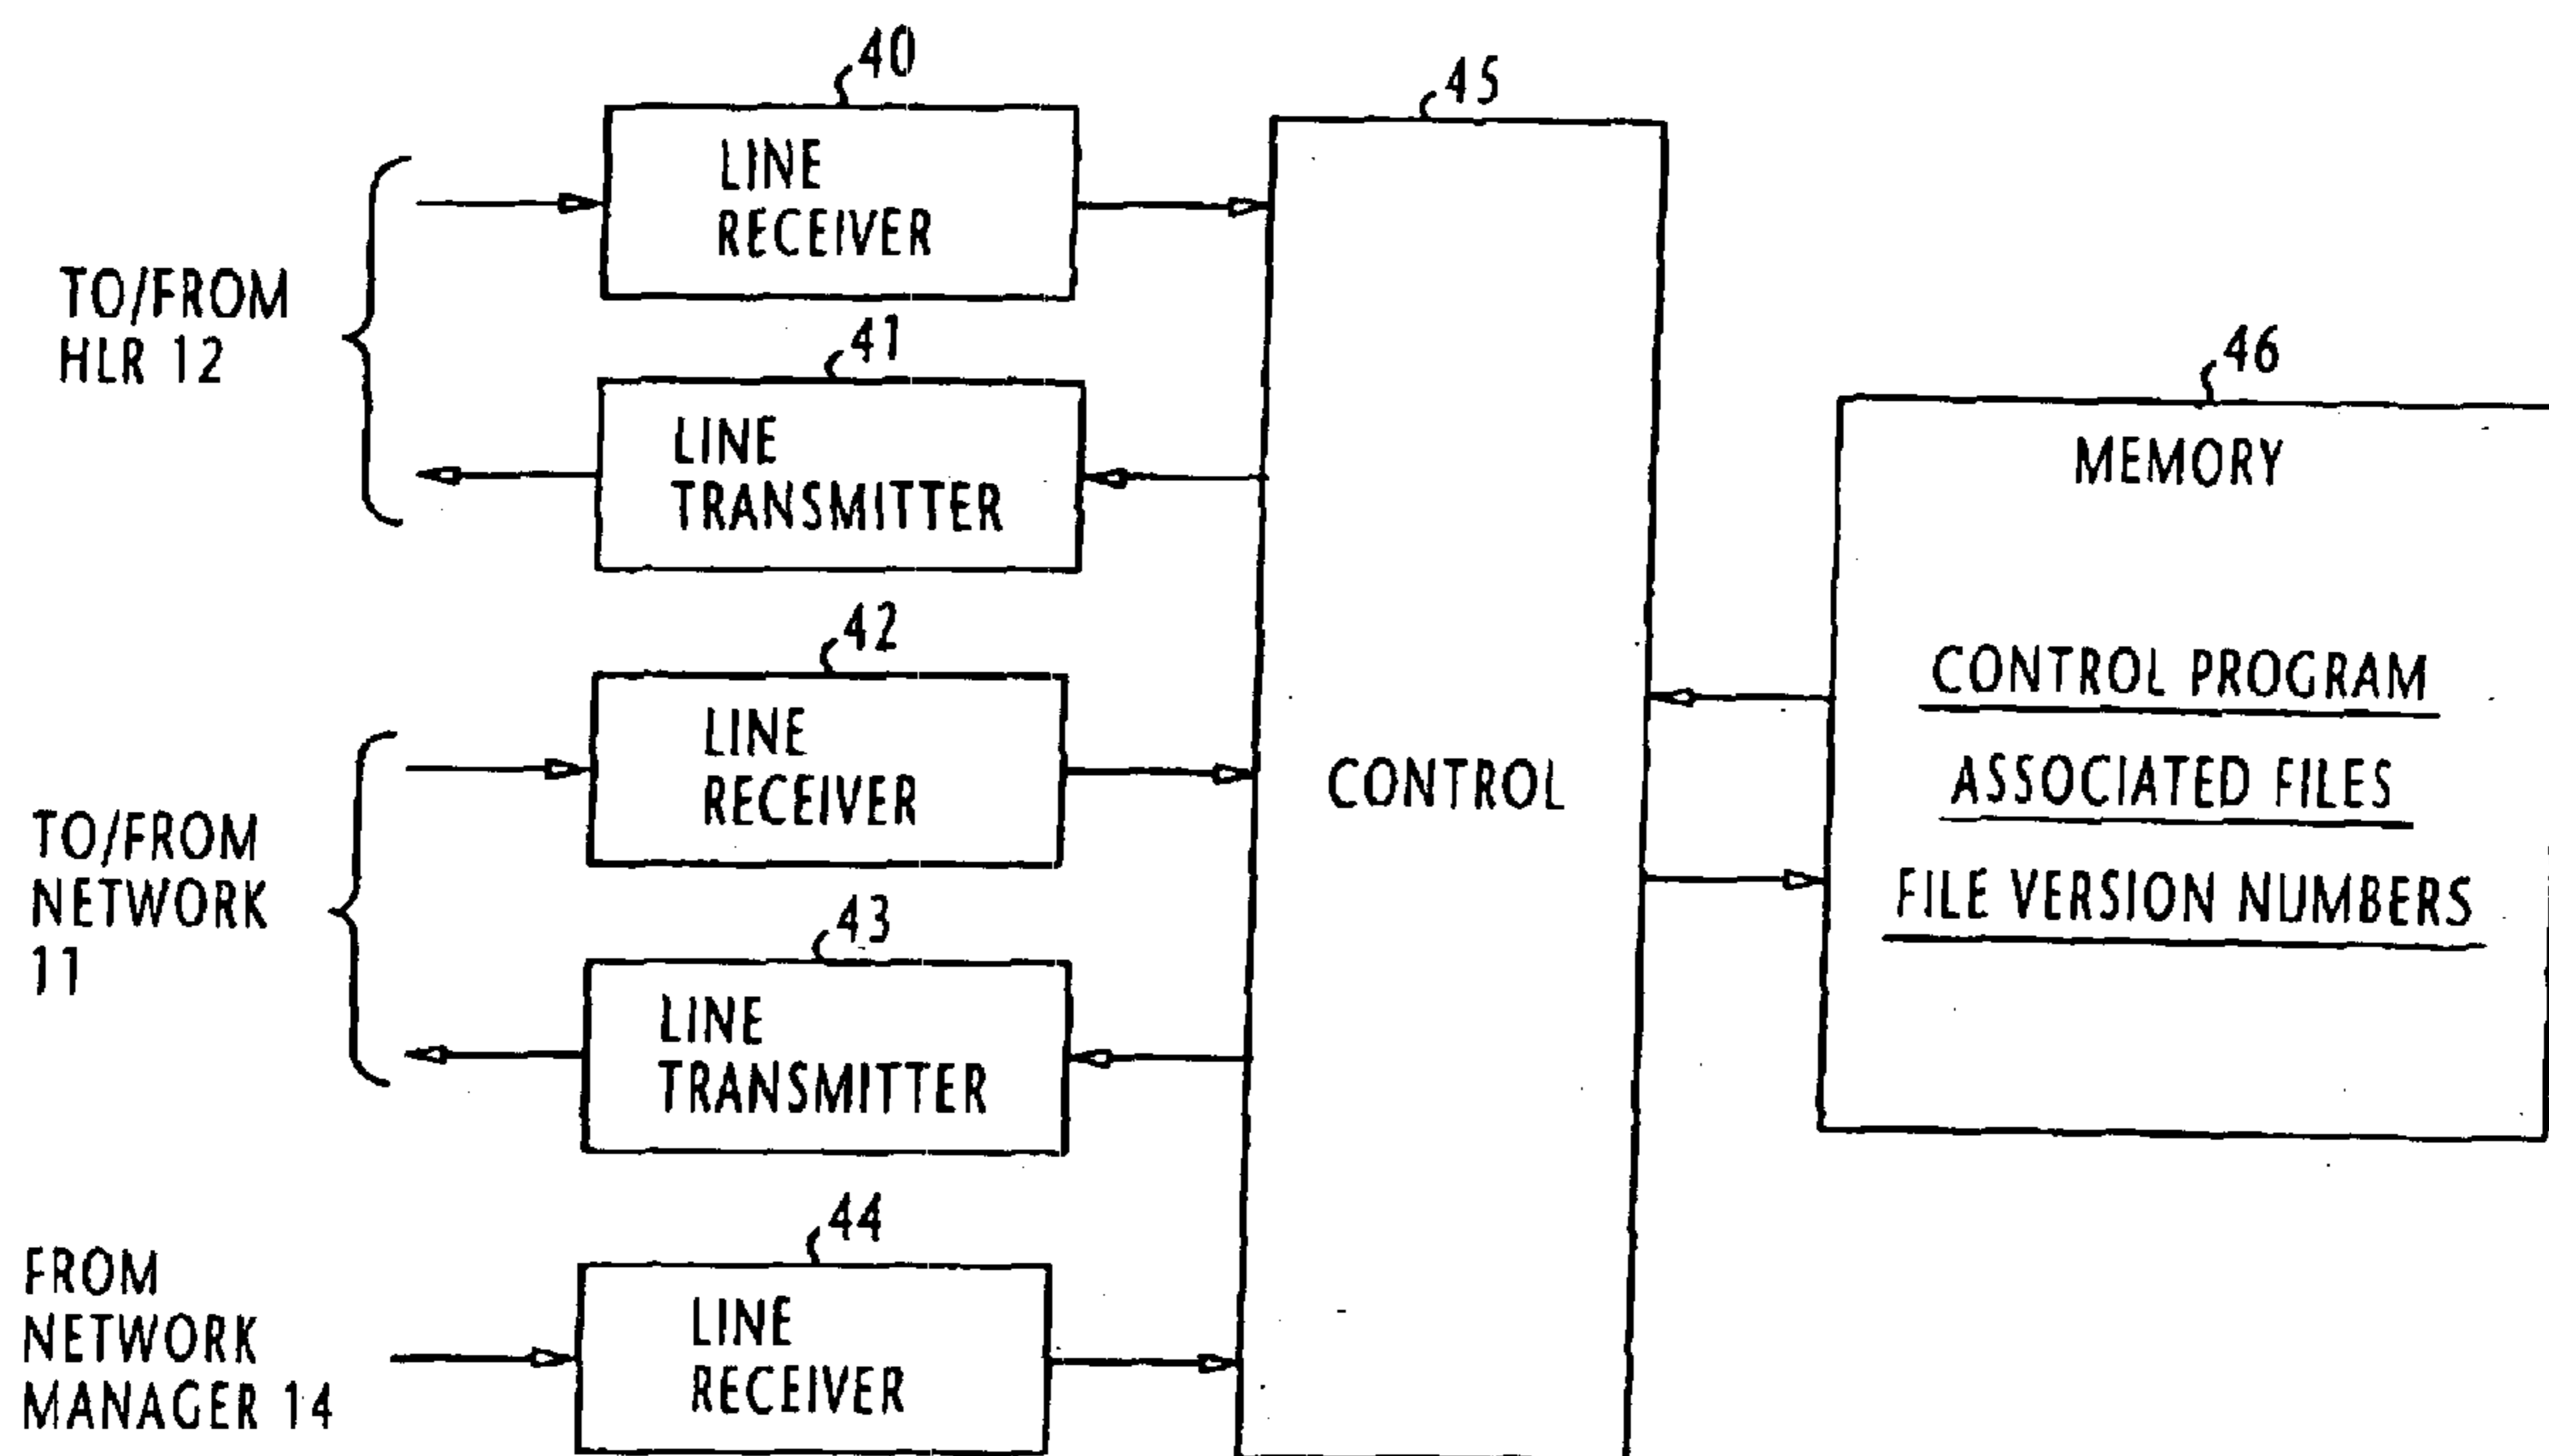 40
LINE
RECEIVER
TO/FROM
HLR 12
41
LINE
TRANSMITTER
42
LINE
RECEIVER
TO/FROM
NETWORK
11
43
LINE
TRANSMITTER
44
FROM
NETWORK
MANAGER 14
LINE
RECEIVER
45
CONTROL
46
MEMORY
CONTROL PROGRAM
ASSOCIATED FILES
FILE VERSION NUMBERS